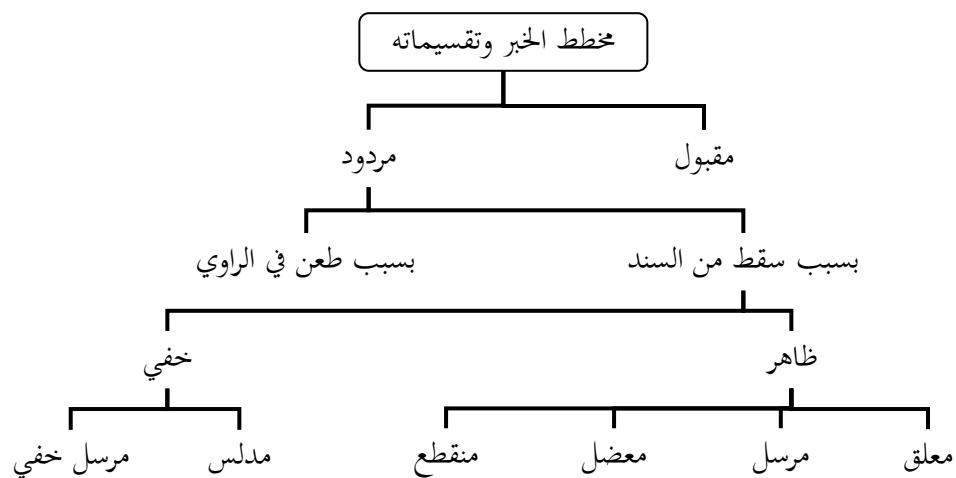 مخطط الخبر وتقسيماته
مقبول مردود
بسبب سقط من السند بسبب طعن في الراوي
ظاهر خفي
معلق مرسل معضل منقطع مدلس مرسل خفي